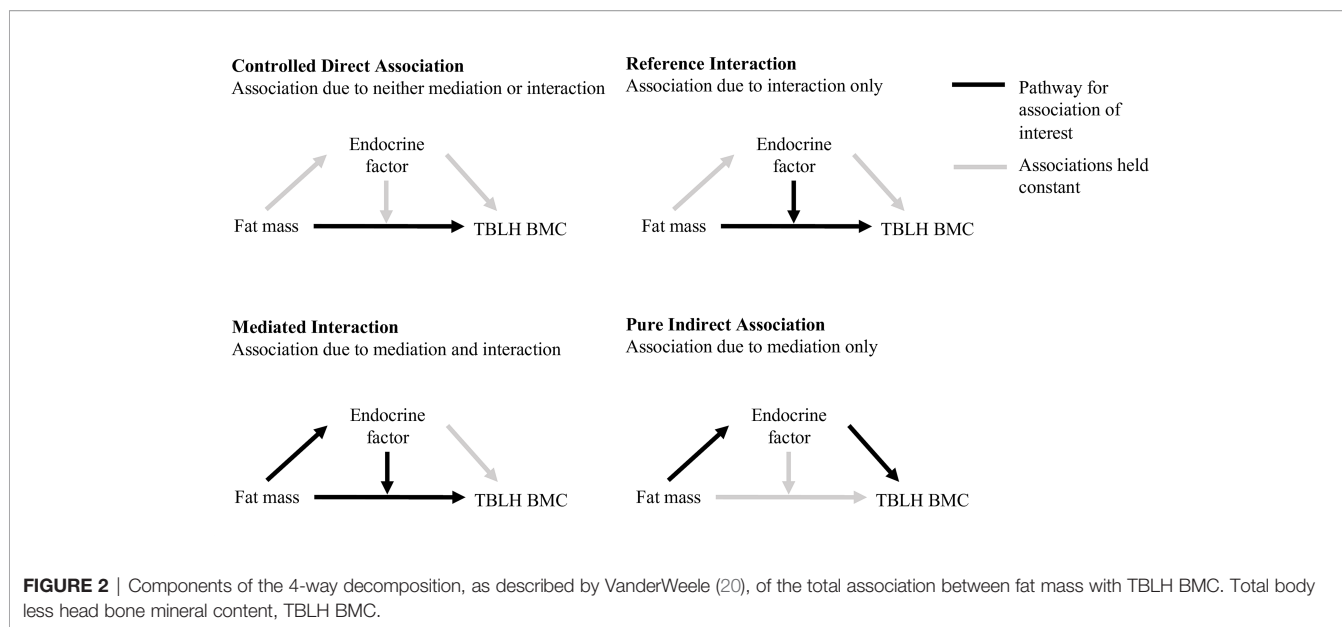 Controlled Direct Association
Association due to neither mediation or interaction
Endocrine
factor
Fat mass
TBLH BMC
Reference Interaction
Association due to interaction only
Endocrine
factor
Fat mass
TBLH BMC
Pathway for
association of
interest
Associations held
constant
Mediated Interaction
Association due to mediation and interaction
Endocrine
factor
Fat mass
TBLH BMC
Pure Indirect Association
Association due to mediation only
Endocrine
factor
Fat mass
TBLH BMC
FIGURE 2 | Components of the 4-way decomposition, as described by VanderWeele (20), of the total association between fat mass with TBLH BMC. Total body
less head bone mineral content, TBLH BMC.